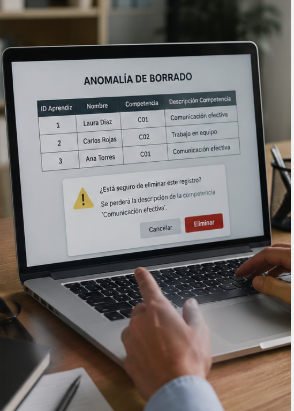 ANOMALÍA DE BORRADO
ID Aprendiz Nombre Competencia Descripción Competencia
1 Laura Díaz C01 Comunicación efectiva
2 Carlos Rojas C02 Trabajo en equipo
3 Ana Torres C01 Comunicación efectiva
¿Está seguro de eliminar este registro?
Se perderá la descripción de la competencia
'Comunicación efectiva'.
Cancelar Eliminar